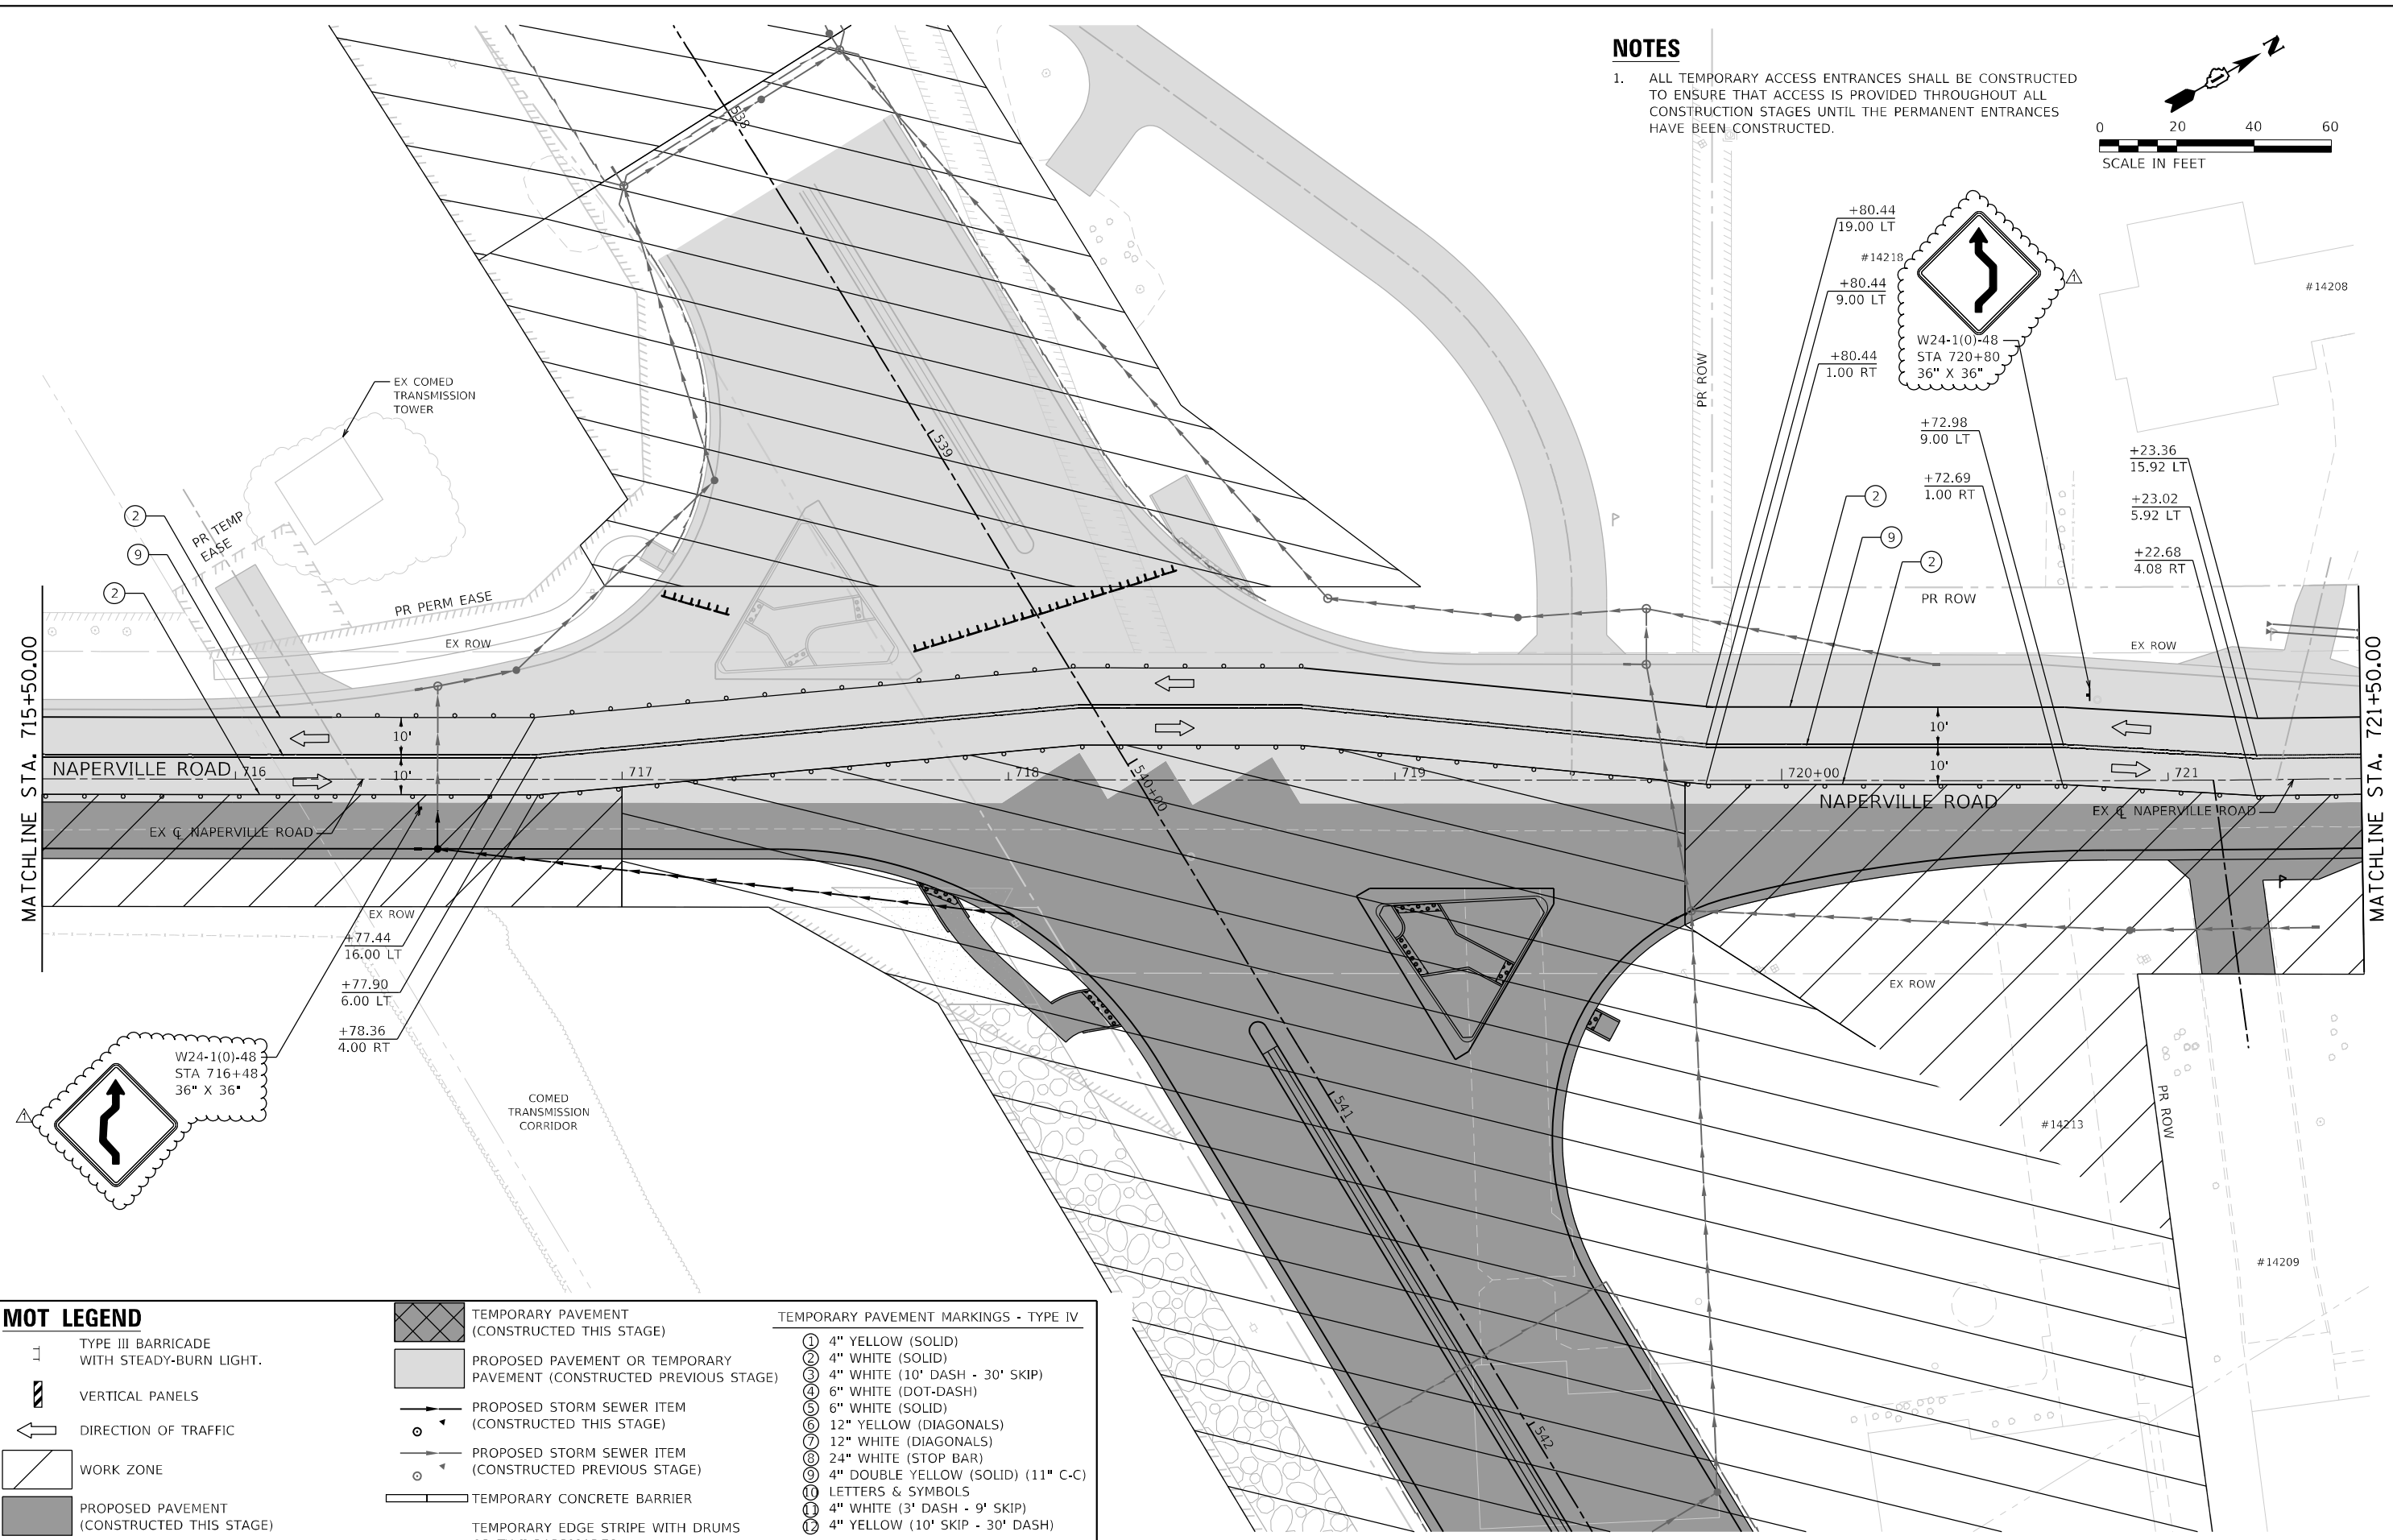 NOTES
1. ALL TEMPORARY ACCESS ENTRANCES SHALL BE CONSTRUCTED
TO ENSURE THAT ACCESS IS PROVIDED THROUGHOUT ALL
CONSTRUCTION STAGES UNTIL THE PERMANENT ENTRANCES
HAVE BEEN CONSTRUCTED.
N
0 20 40 60
SCALE IN FEET
538
539
540+00
541
542
+80.44
19.00 LT
#14218
+80.44
9.00 LT
+80.44
1.00 RT
W24-1(0)-48
STA 720+80
36" X 36"
1
#14208
PR ROW
+72.98
9.00 LT
+72.69
1.00 RT
+23.36
15.92 LT
+23.02
5.92 LT
+22.68
4.08 RT
2
9
2
EX COMED
TRANSMISSION
TOWER
2
9
2
PR TEMP
EASE
PR PERM EASE
EX ROW
PR ROW
EX ROW
MATCHLINE STA. 715+50.00
MATCHLINE STA. 721+50.00
10'
10'
10'
10'
NAPERVILLE ROAD
716
717
718
719
720+00
721
NAPERVILLE ROAD
EX ℄ NAPERVILLE ROAD
EX ℄ NAPERVILLE ROAD
EX ROW
+77.44
16.00 LT
+77.90
6.00 LT
+78.36
4.00 RT
W24-1(0)-48
STA 716+48
36" X 36"
1
COMED
TRANSMISSION
CORRIDOR
EX ROW
PR ROW
#14213
#14209
MOT LEGEND
TYPE III BARRICADE
WITH STEADY-BURN LIGHT.
VERTICAL PANELS
DIRECTION OF TRAFFIC
WORK ZONE
PROPOSED PAVEMENT
(CONSTRUCTED THIS STAGE)
TEMPORARY PAVEMENT
(CONSTRUCTED THIS STAGE)
PROPOSED PAVEMENT OR TEMPORARY
PAVEMENT (CONSTRUCTED PREVIOUS STAGE)
PROPOSED STORM SEWER ITEM
(CONSTRUCTED THIS STAGE)
PROPOSED STORM SEWER ITEM
(CONSTRUCTED PREVIOUS STAGE)
TEMPORARY CONCRETE BARRIER
TEMPORARY EDGE STRIPE WITH DRUMS
TEMPORARY PAVEMENT MARKINGS - TYPE IV
1 4" YELLOW (SOLID)
2 4" WHITE (SOLID)
3 4" WHITE (10' DASH - 30' SKIP)
4 6" WHITE (DOT-DASH)
5 6" WHITE (SOLID)
6 12" YELLOW (DIAGONALS)
7 12" WHITE (DIAGONALS)
8 24" WHITE (STOP BAR)
9 4" DOUBLE YELLOW (SOLID) (11" C-C)
10 LETTERS & SYMBOLS
11 4" WHITE (3' DASH - 9' SKIP)
12 4" YELLOW (10' SKIP - 30' DASH)